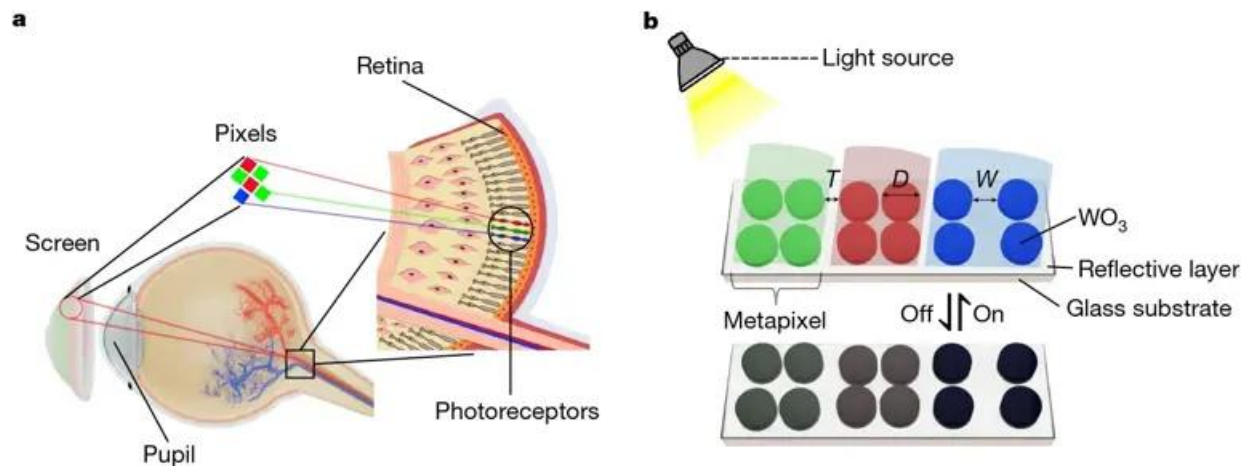 a
Retina
Pixels
Screen
Photoreceptors
Pupil
b
Light source
T
D
W
WO₃
Reflective layer
Glass substrate
Metapixel
Off
On